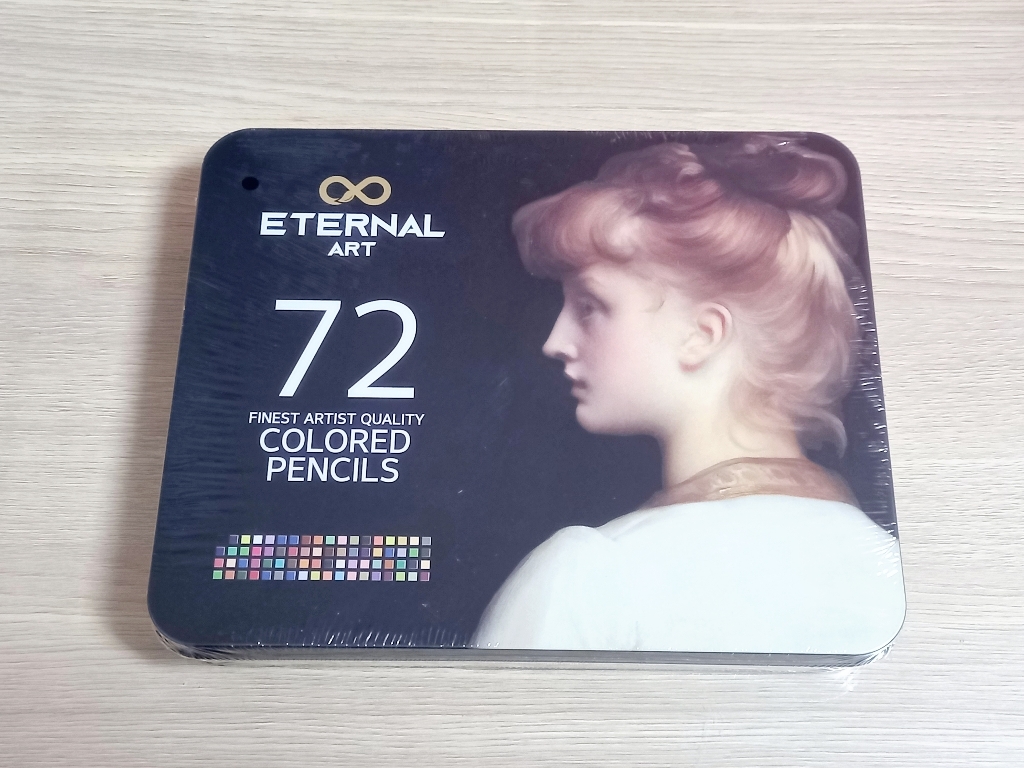 ETERNAL
ART
72
FINEST ARTIST QUALITY
COLORED
PENCILS